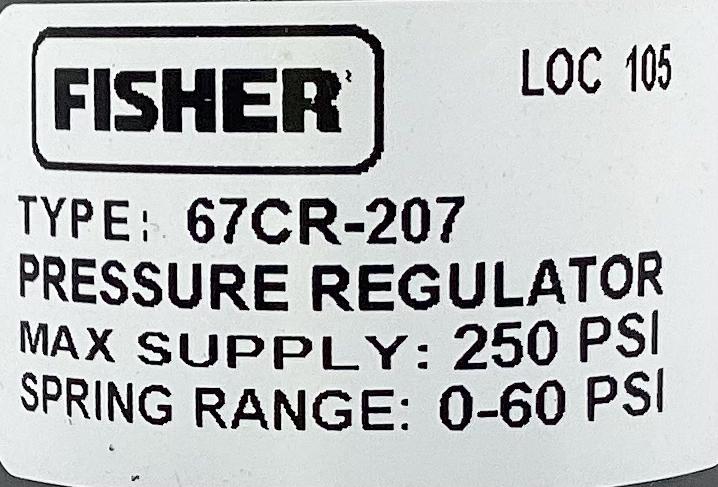 FISHER
LOC 105
TYPE: 67CR-207
PRESSURE REGULATOR
MAX SUPPLY: 250 PSI
SPRING RANGE: 0-60 PSI